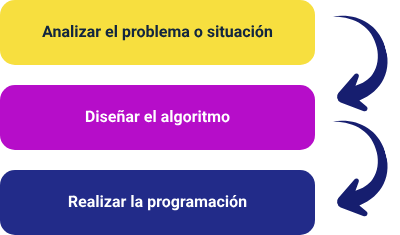 Analizar el problema o situación
Diseñar el algoritmo
Realizar la programación